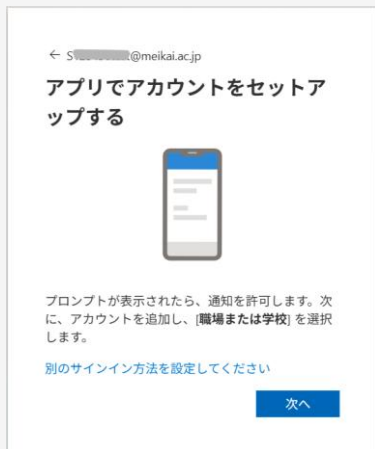 ← S @meikai.ac.jp
アプリでアカウントをセットア
ップする
プロンプトが表示されたら、通知を許可します。次
に、アカウントを追加し、[職場または学校] を選択
します。
別のサインイン方法を設定してください
次へ